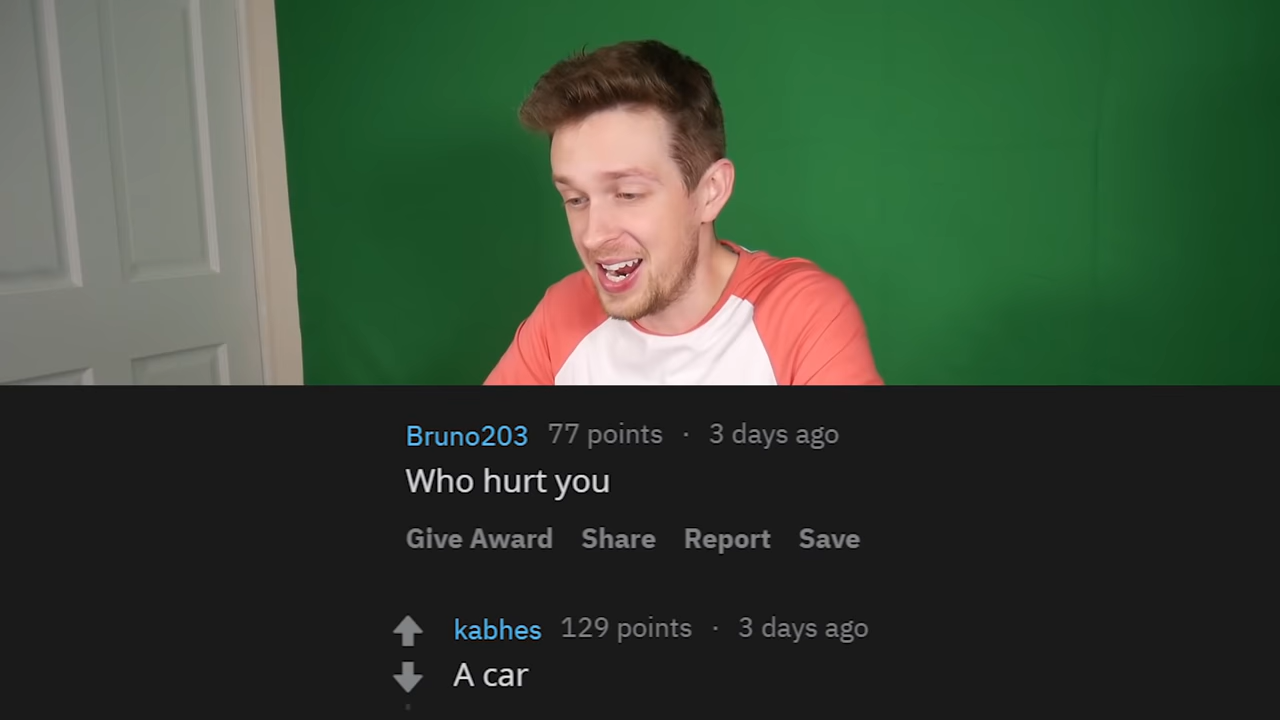 Bruno203 77 points · 3 days ago
Who hurt you
Give Award Share Report Save
kabhes 129 points · 3 days ago
A car